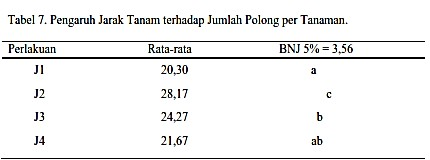 Tabel 7. Pengaruh Jarak Tanam terhadap Jumlah Polong per Tanaman.
Perlakuan Rata-rata BNJ 5% = 3,56
J1 20,30 a
J2 28,17 c
J3 24,27 b
J4 21,67 ab